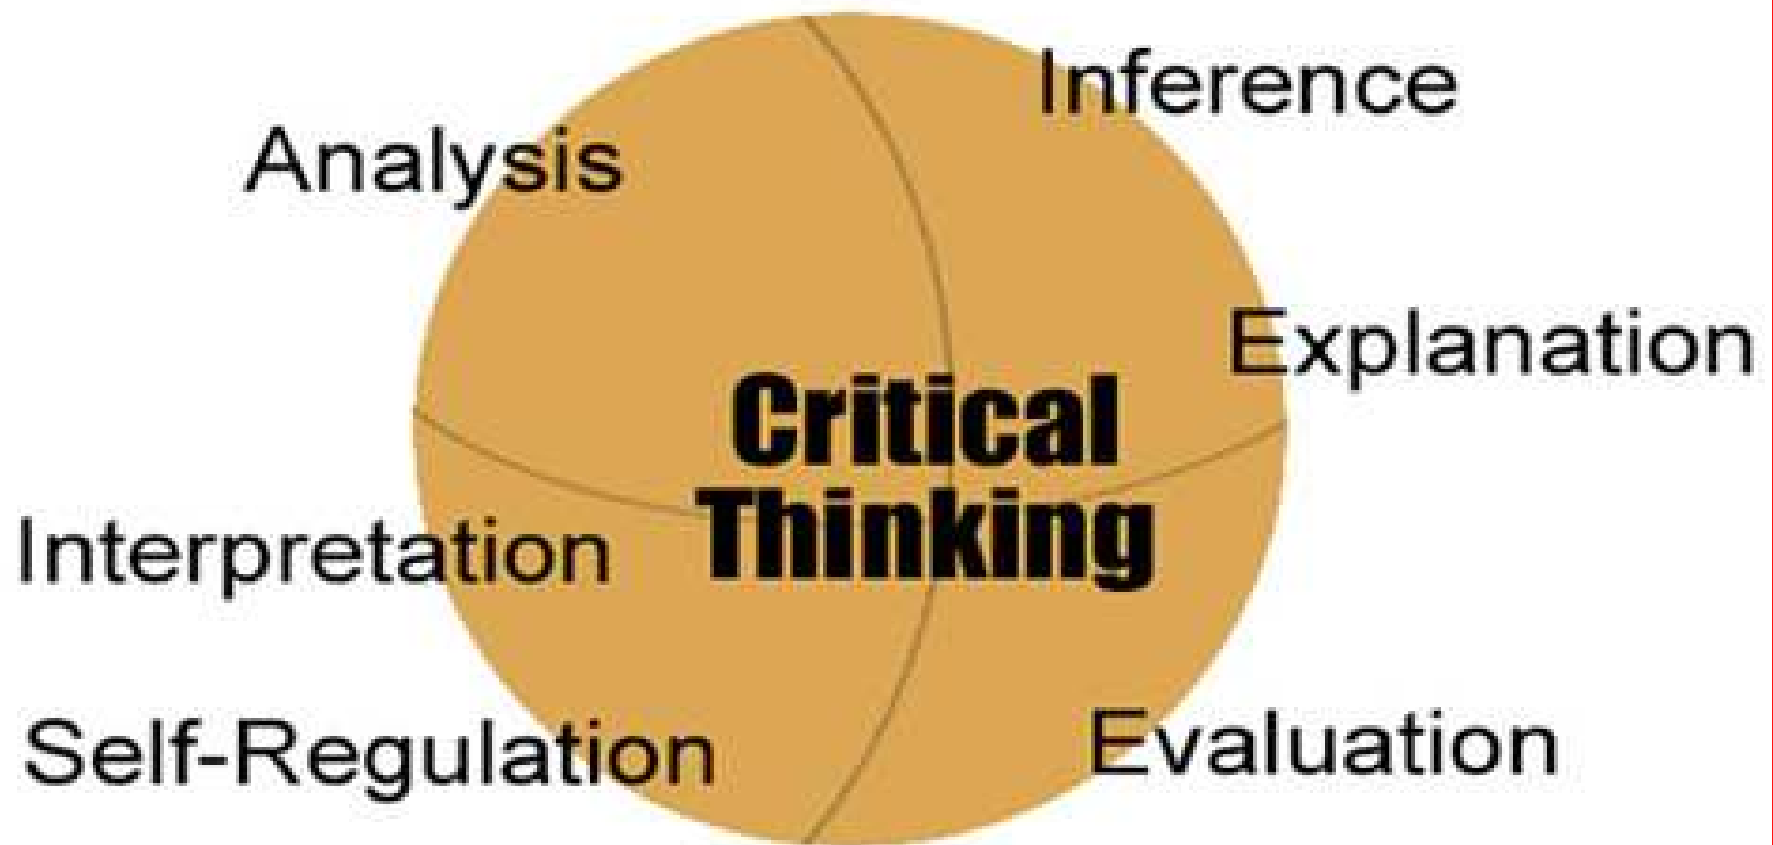 Inference
Analysis
Explanation
Critical
Thinking
Interpretation
Self-Regulation
Evaluation